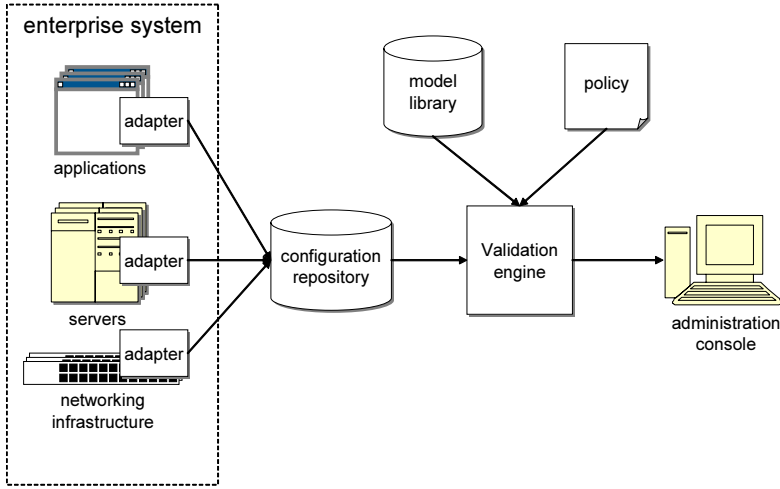 enterprise system
adapter
applications
adapter
servers
adapter
networking
infrastructure
configuration
repository
model
library
policy
Validation
engine
administration
console